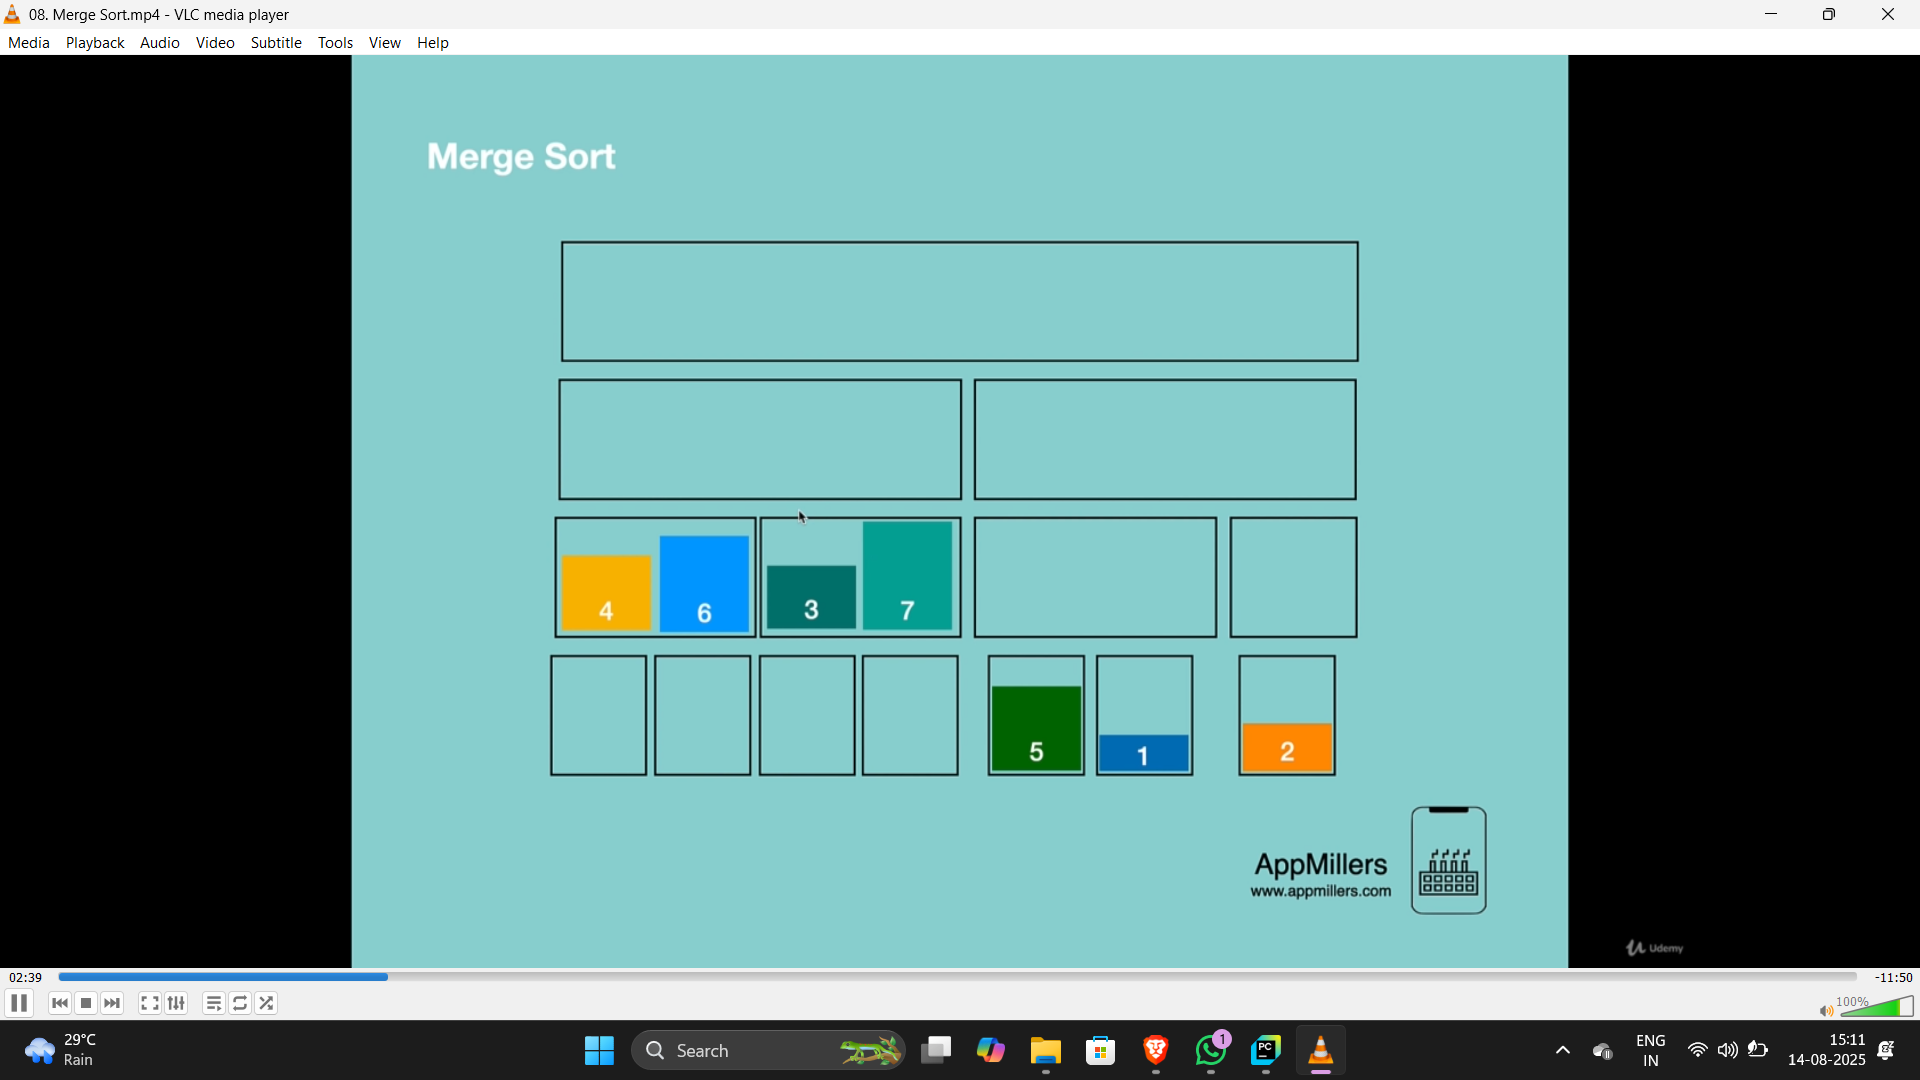 08. Merge Sort.mp4 - VLC media player
Media Playback Audio Video Subtitle Tools View Help
Merge Sort
4 6 3 7
5 1 2
AppMillers
www.appmillers.com
Udemy
02:39 -11:50
100%
29°C
Rain
Search
1
PC
ENG
IN
15:11
14-08-2025